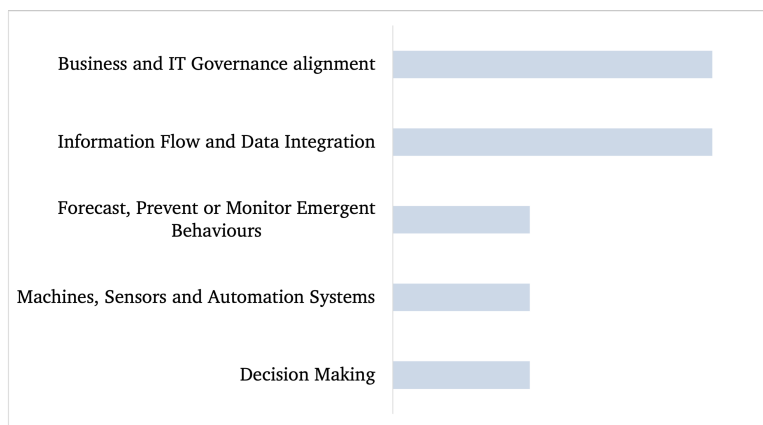 Business and IT Governance alignment
Information Flow and Data Integration
Forecast, Prevent or Monitor Emergent
Behaviours
Machines, Sensors and Automation Systems
Decision Making